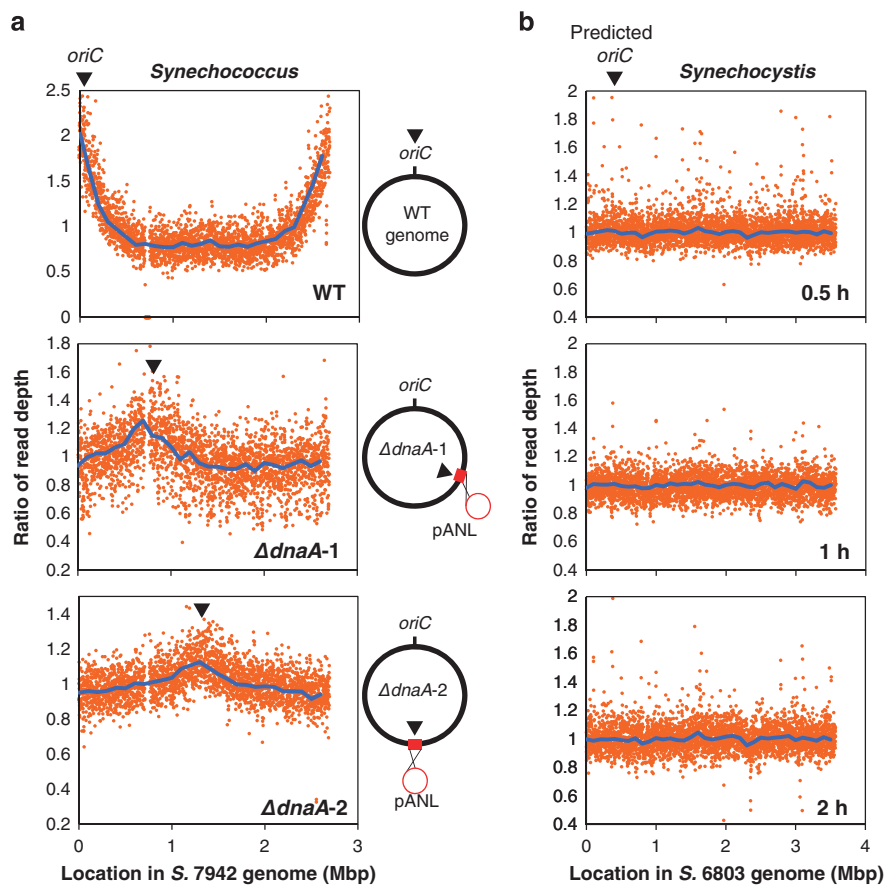 a
oriC
Synechococcus
2.5
2
1.5
1
0.5
0
WT
oriC
WT
genome
1.8
1.6
1.4
1.2
1
0.8
0.6
0.4
0.2
ΔdnaA-1
oriC
ΔdnaA-1
pANL
Ratio of read depth
1.4
1.2
1
0.8
0.6
0.4
0.2
ΔdnaA-2
oriC
ΔdnaA-2
pANL
0 1 2 3
Location in S. 7942 genome (Mbp)
b
Predicted
oriC
Synechocystis
2
1.8
1.6
1.4
1.2
1
0.8
0.6
0.4
0.5 h
2
1.8
1.6
1.4
1.2
1
0.8
0.6
0.4
1 h
Ratio of read depth
2
1.8
1.6
1.4
1.2
1
0.8
0.6
0.4
2 h
0 1 2 3 4
Location in S. 6803 genome (Mbp)